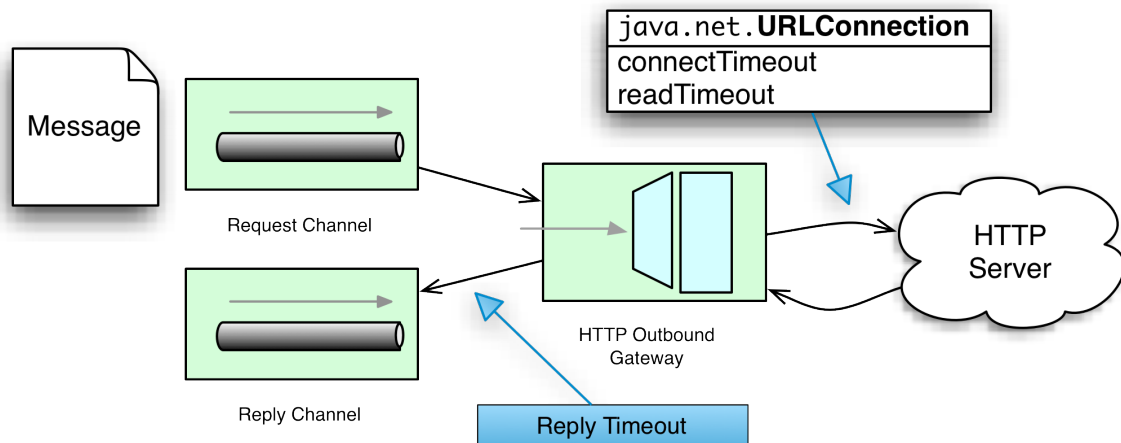 java.net.URLConnection
connectTimeout
readTimeout
Message
Request Channel
HTTP
Server
HTTP Outbound
Gateway
Reply Channel
Reply Timeout